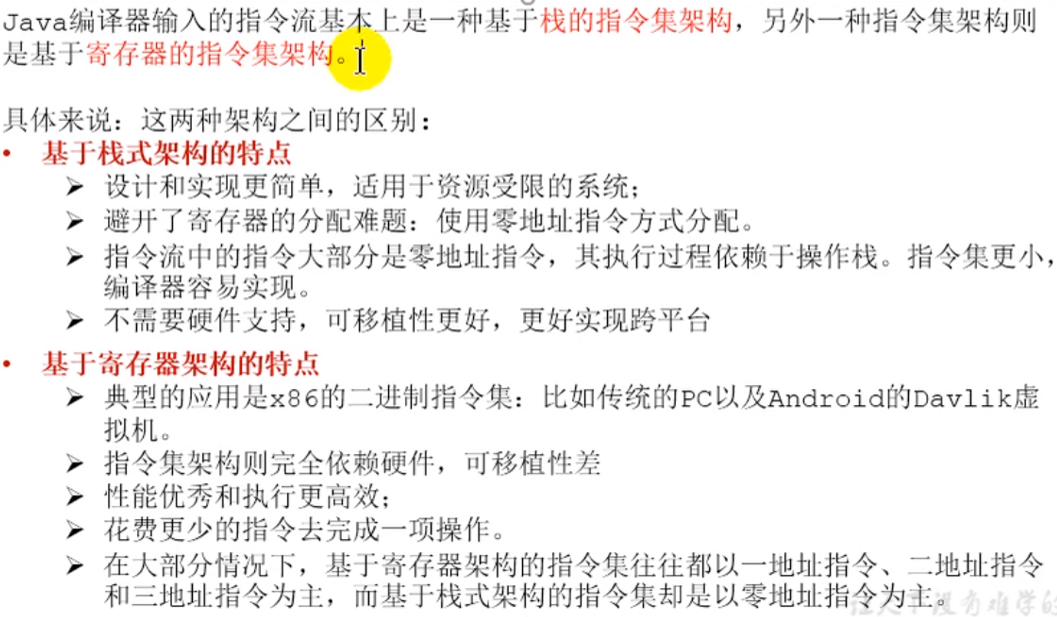 Java编译器输入的指令流基本上是一种基于栈的指令集架构，另外一种指令集架构则
是基于寄存器的指令集架构。
具体来说：这两种架构之间的区别：
• 基于栈式架构的特点
➢ 设计和实现更简单，适用于资源受限的系统；
➢ 避开了寄存器的分配难题：使用零地址指令方式分配。
➢ 指令流中的指令大部分是零地址指令，其执行过程依赖于操作栈。指令集更小，
编译器容易实现。
➢ 不需要硬件支持，可移植性更好，更好实现跨平台
• 基于寄存器架构的特点
➢ 典型的应用是x86的二进制指令集：比如传统的PC以及Android的Davlik虚
拟机。
➢ 指令集架构则完全依赖硬件，可移植性差
➢ 性能优秀和执行更高效；
➢ 花费更少的指令去完成一项操作。
➢ 在大部分情况下，基于寄存器架构的指令集往往都以一地址指令、二地址指令
和三地址指令为主，而基于栈式架构的指令集却是以零地址指令为主。